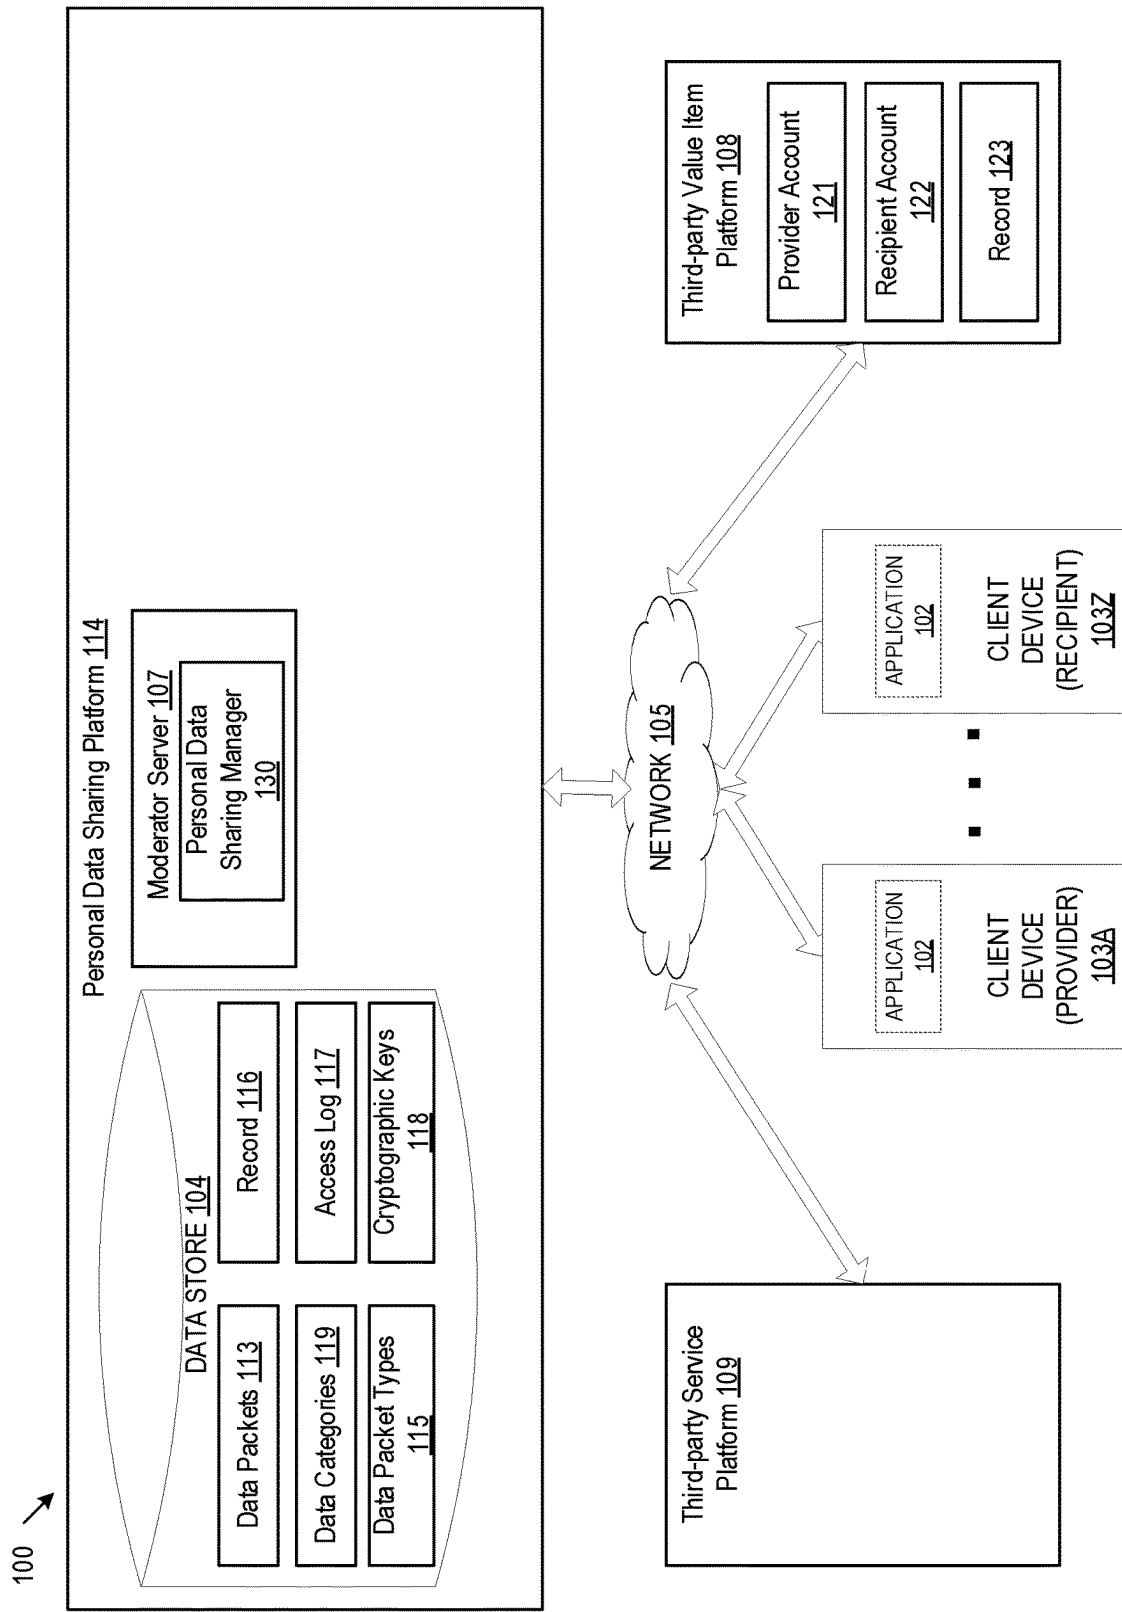 100
Personal Data Sharing Platform 114
DATA STORE 104
Data Packets 113
Data Categories 119
Data Packet Types
115
Record 116
Access Log 117
Cryptographic Keys
118
Moderator Server 107
Personal Data
Sharing Manager
130
NETWORK 105
Third-party Service
Platform 109
APPLICATION
102
CLIENT
DEVICE
(PROVIDER)
103A
APPLICATION
102
CLIENT
DEVICE
(RECIPIENT)
103Z
Third-party Value Item
Platform 108
Provider Account
121
Recipient Account
122
Record 123